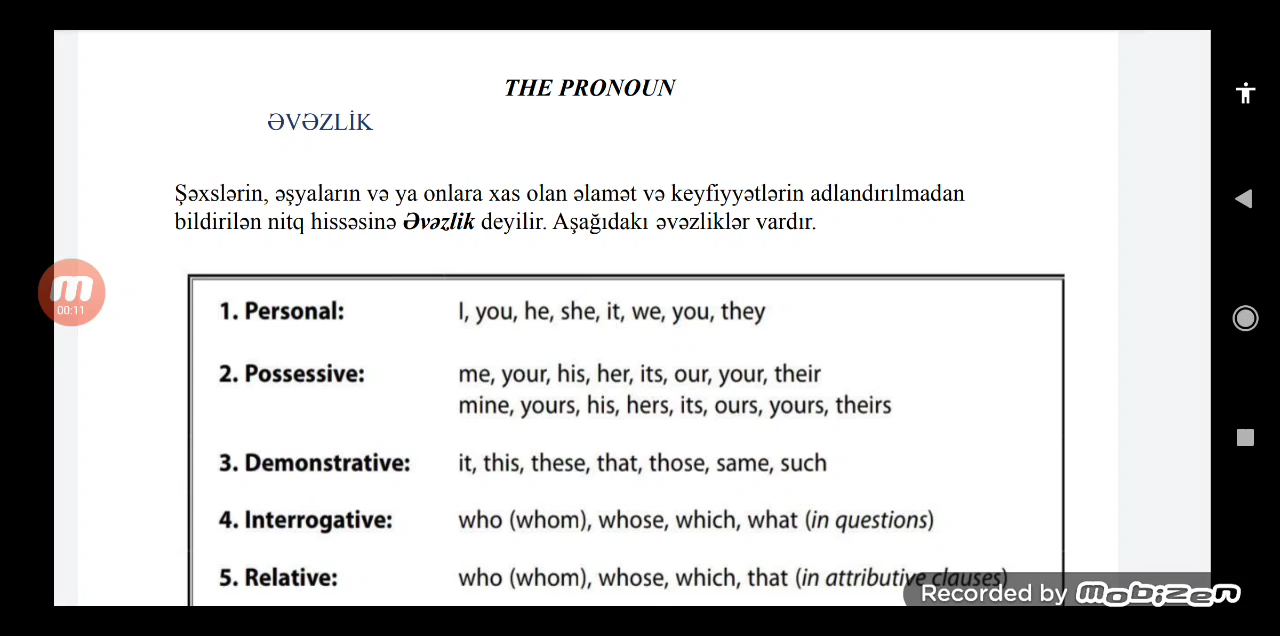 THE PRONOUN
ƏVƏZLİK
Şəxslərin, əşyaların və ya onlara xas olan əlamət və keyfiyyətlərin adlandırılmadan
bildirilən nitq hissəsinə Əvəzlik deyilir. Aşağıdakı əvəzliklər vardır.
00:11
1. Personal: I, you, he, she, it, we, you, they
2. Possessive: me, your, his, her, its, our, your, their
mine, yours, his, hers, its, ours, yours, theirs
3. Demonstrative: it, this, these, that, those, same, such
4. Interrogative: who (whom), whose, which, what (in questions)
5. Relative: who (whom), whose, which, that (in attributive clauses)
Recorded by mobizen